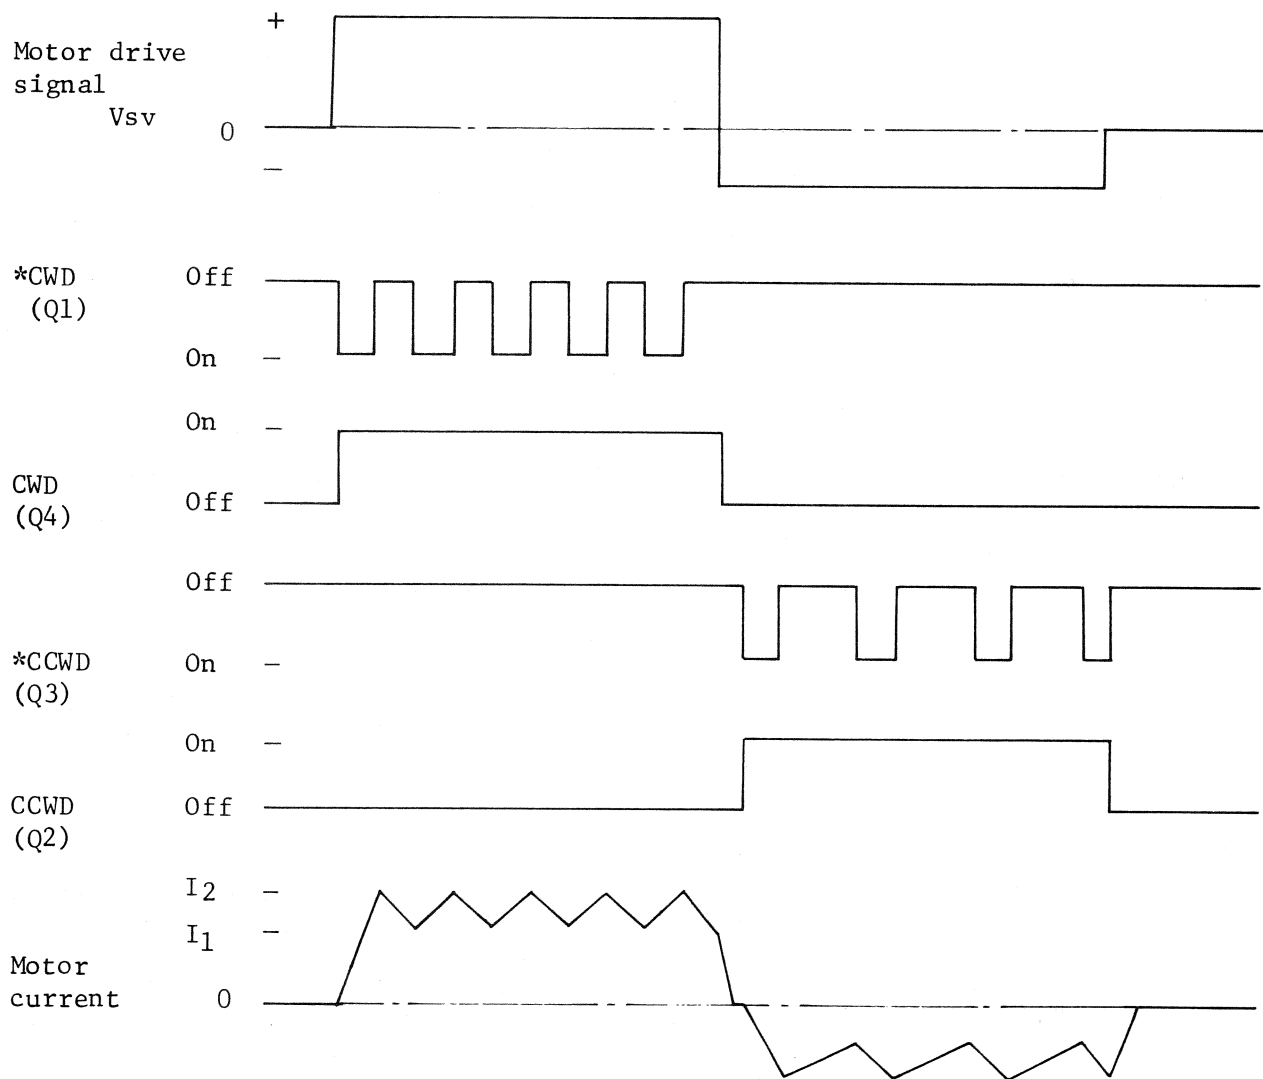 +
Motor drive
signal
Vsv
0
−
*CWD
(Q1)
Off
On −
On −
CWD
(Q4)
Off
Off
*CCWD
(Q3)
On −
On −
CCWD
(Q2)
Off
I2 −
I1 −
Motor
current
0